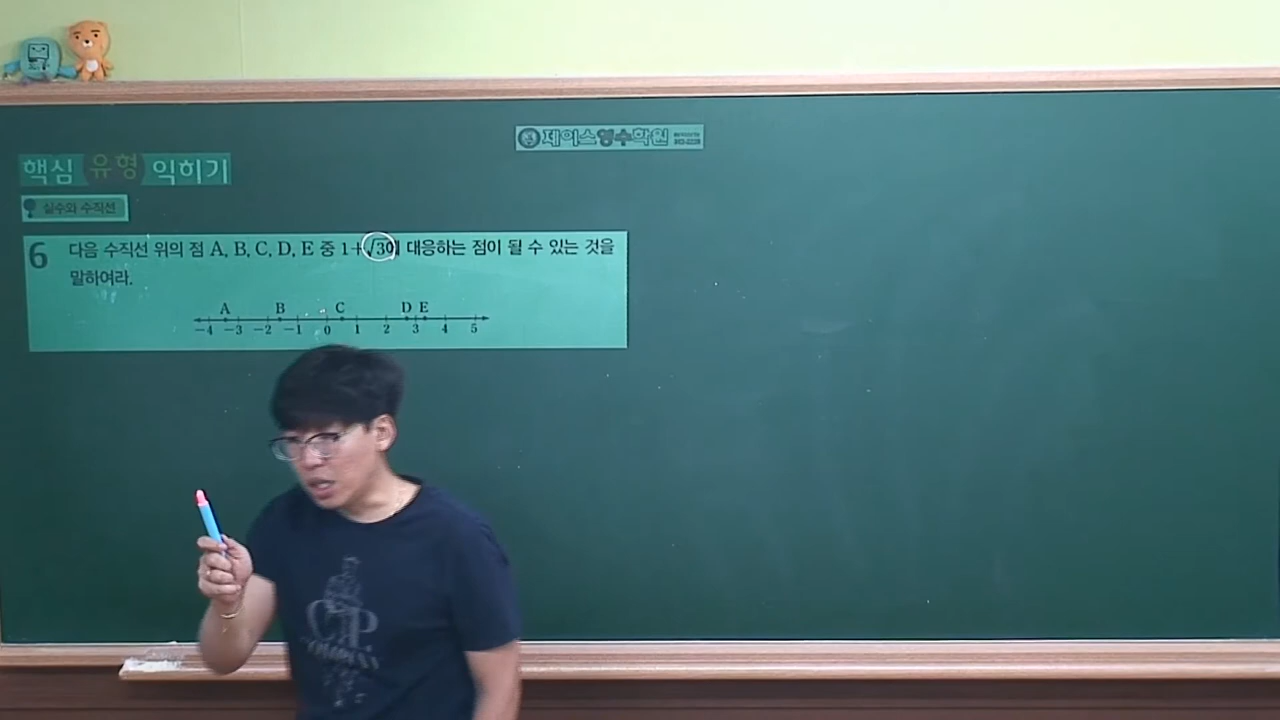 제이스영수학원
핵심 유형 익히기
실수와 수직선
6 다음 수직선 위의 점 A, B, C, D, E 중 1+√3에 대응하는 점이 될 수 있는 것을
말하여라.
A B C D E
−4 −3 −2 −1 0 1 2 3 4 5